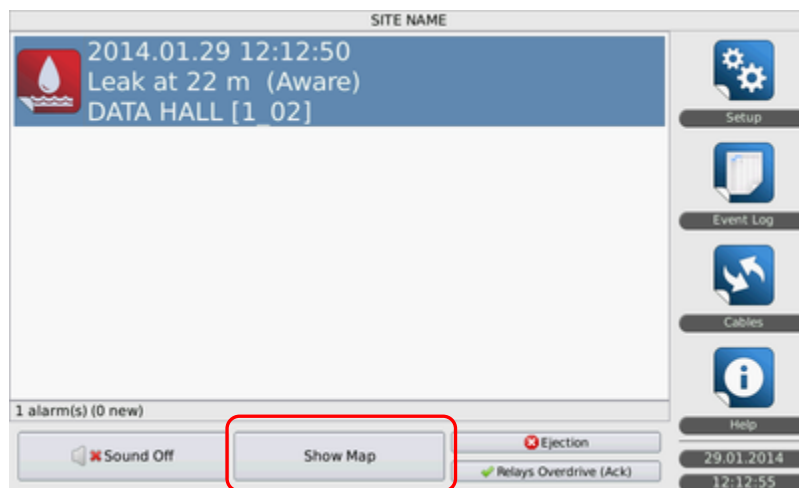 SITE NAME
2014.01.29 12:12:50
Leak at 22 m (Aware)
DATA HALL [1_02]
1 alarm(s) (0 new)
Sound Off
Show Map
Ejection
Relays Overdrive (Ack)
Setup
Event Log
Cables
Help
29.01.2014
12:12:55